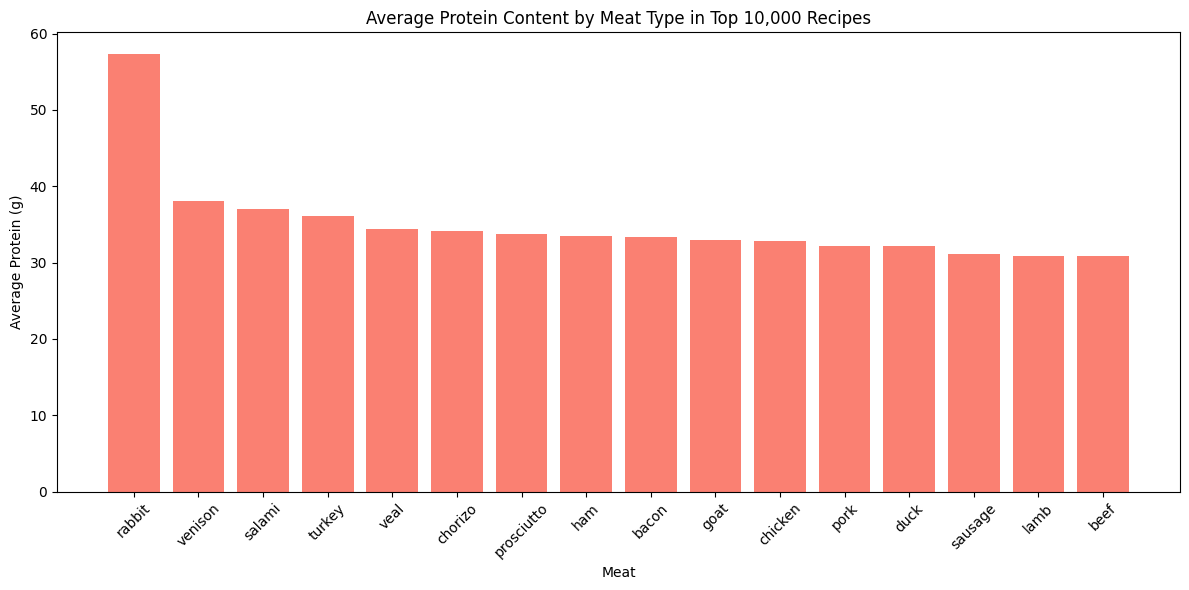 Average Protein Content by Meat Type in Top 10,000 Recipes
Average Protein (g)
60
50
40
30
20
10
0
rabbit
venison
salami
turkey
veal
chorizo
prosciutto
ham
bacon
goat
chicken
pork
duck
sausage
lamb
beef
Meat